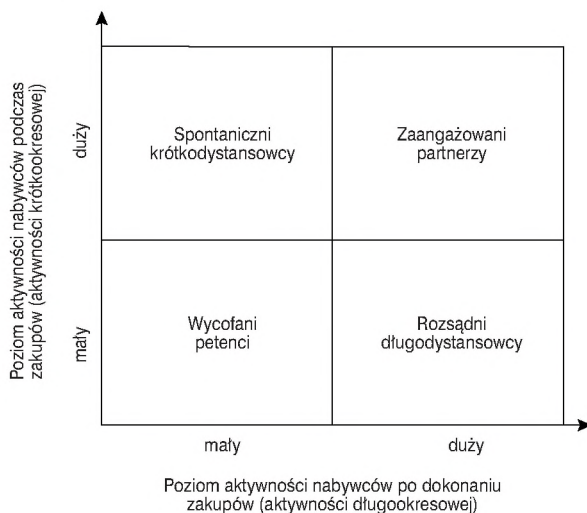 Poziom aktywności nabywców podczas
zakupów (aktywności krótkookresowej)
duży
mały
Spontaniczni
krótkodystansowcy
Zaangażowani
partnerzy
Wycofani
petenci
Rozsądni
długodystansowcy
mały
duży
Poziom aktywności nabywców po dokonaniu
zakupów (aktywności długookresowej)